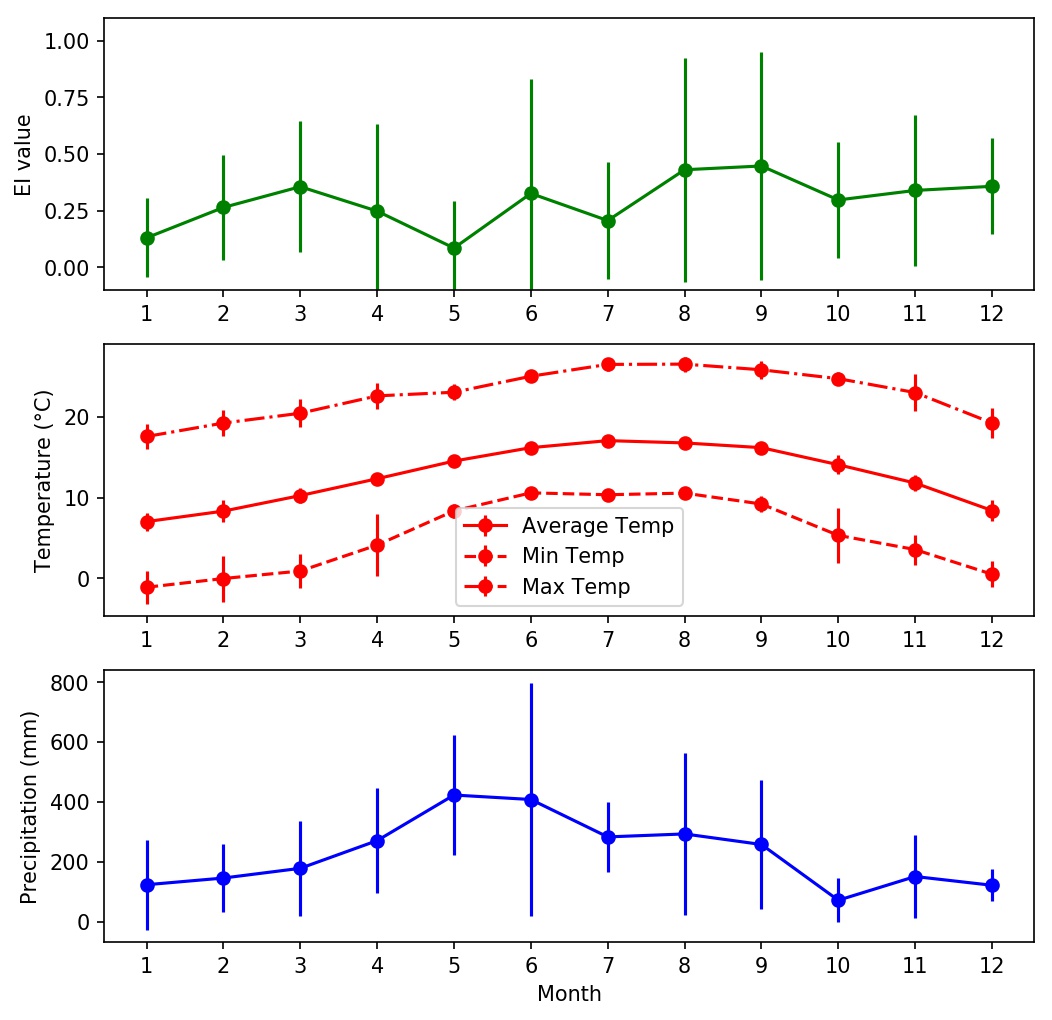 EI value
1.00
0.75
0.50
0.25
0.00
1 2 3 4 5 6 7 8 9 10 11 12
Temperature (°C)
20
10
0
Average Temp
Min Temp
Max Temp
1 2 3 4 5 6 7 8 9 10 11 12
Precipitation (mm)
800
600
400
200
0
1 2 3 4 5 6 7 8 9 10 11 12
Month